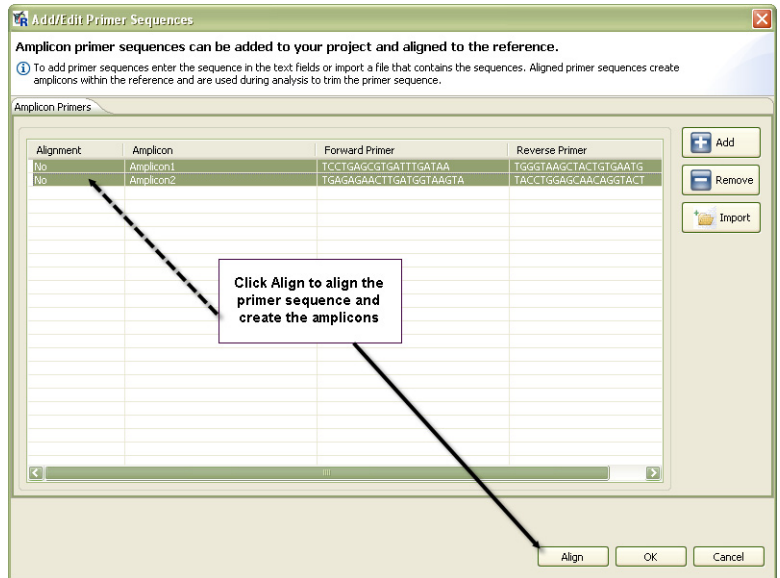 Add/Edit Primer Sequences
Amplicon primer sequences can be added to your project and aligned to the reference.
To add primer sequences enter the sequence in the text fields or import a file that contains the sequences. Aligned primer sequences create
amplicons within the reference and are used during analysis to trim the primer sequence.
Amplicon Primers
Alignment Amplicon Forward Primer Reverse Primer
No Amplicon1 TCCTGAGCGTGATTTGATAA TGGGTAAGCTACTGTGAATG
No Amplicon2 TGAGAGAACTTGATGGTAAGTA TACCTGGAGCAACAGGTACT
Add
Remove
Import
Click Align to align the
primer sequence and
create the amplicons
Align OK Cancel